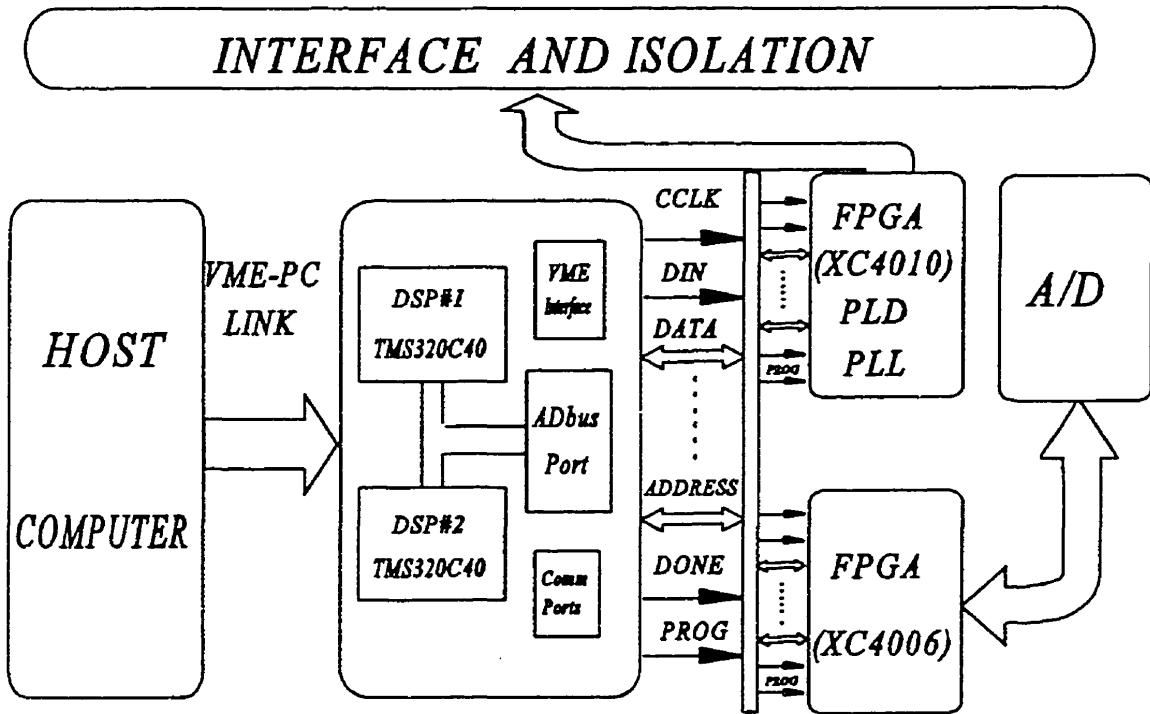 INTERFACE AND ISOLATION
HOST
COMPUTER
VME-PC
LINK
DSP#1
TMS320C40
DSP#2
TMS320C40
VME
Interface
ADbus
Port
Comm
Ports
CCLK
DIN
DATA
ADDRESS
DONE
PROG
FPGA
(XC4010)
PLD
PLL
PROG
FPGA
(XC4006)
PROG
A/D